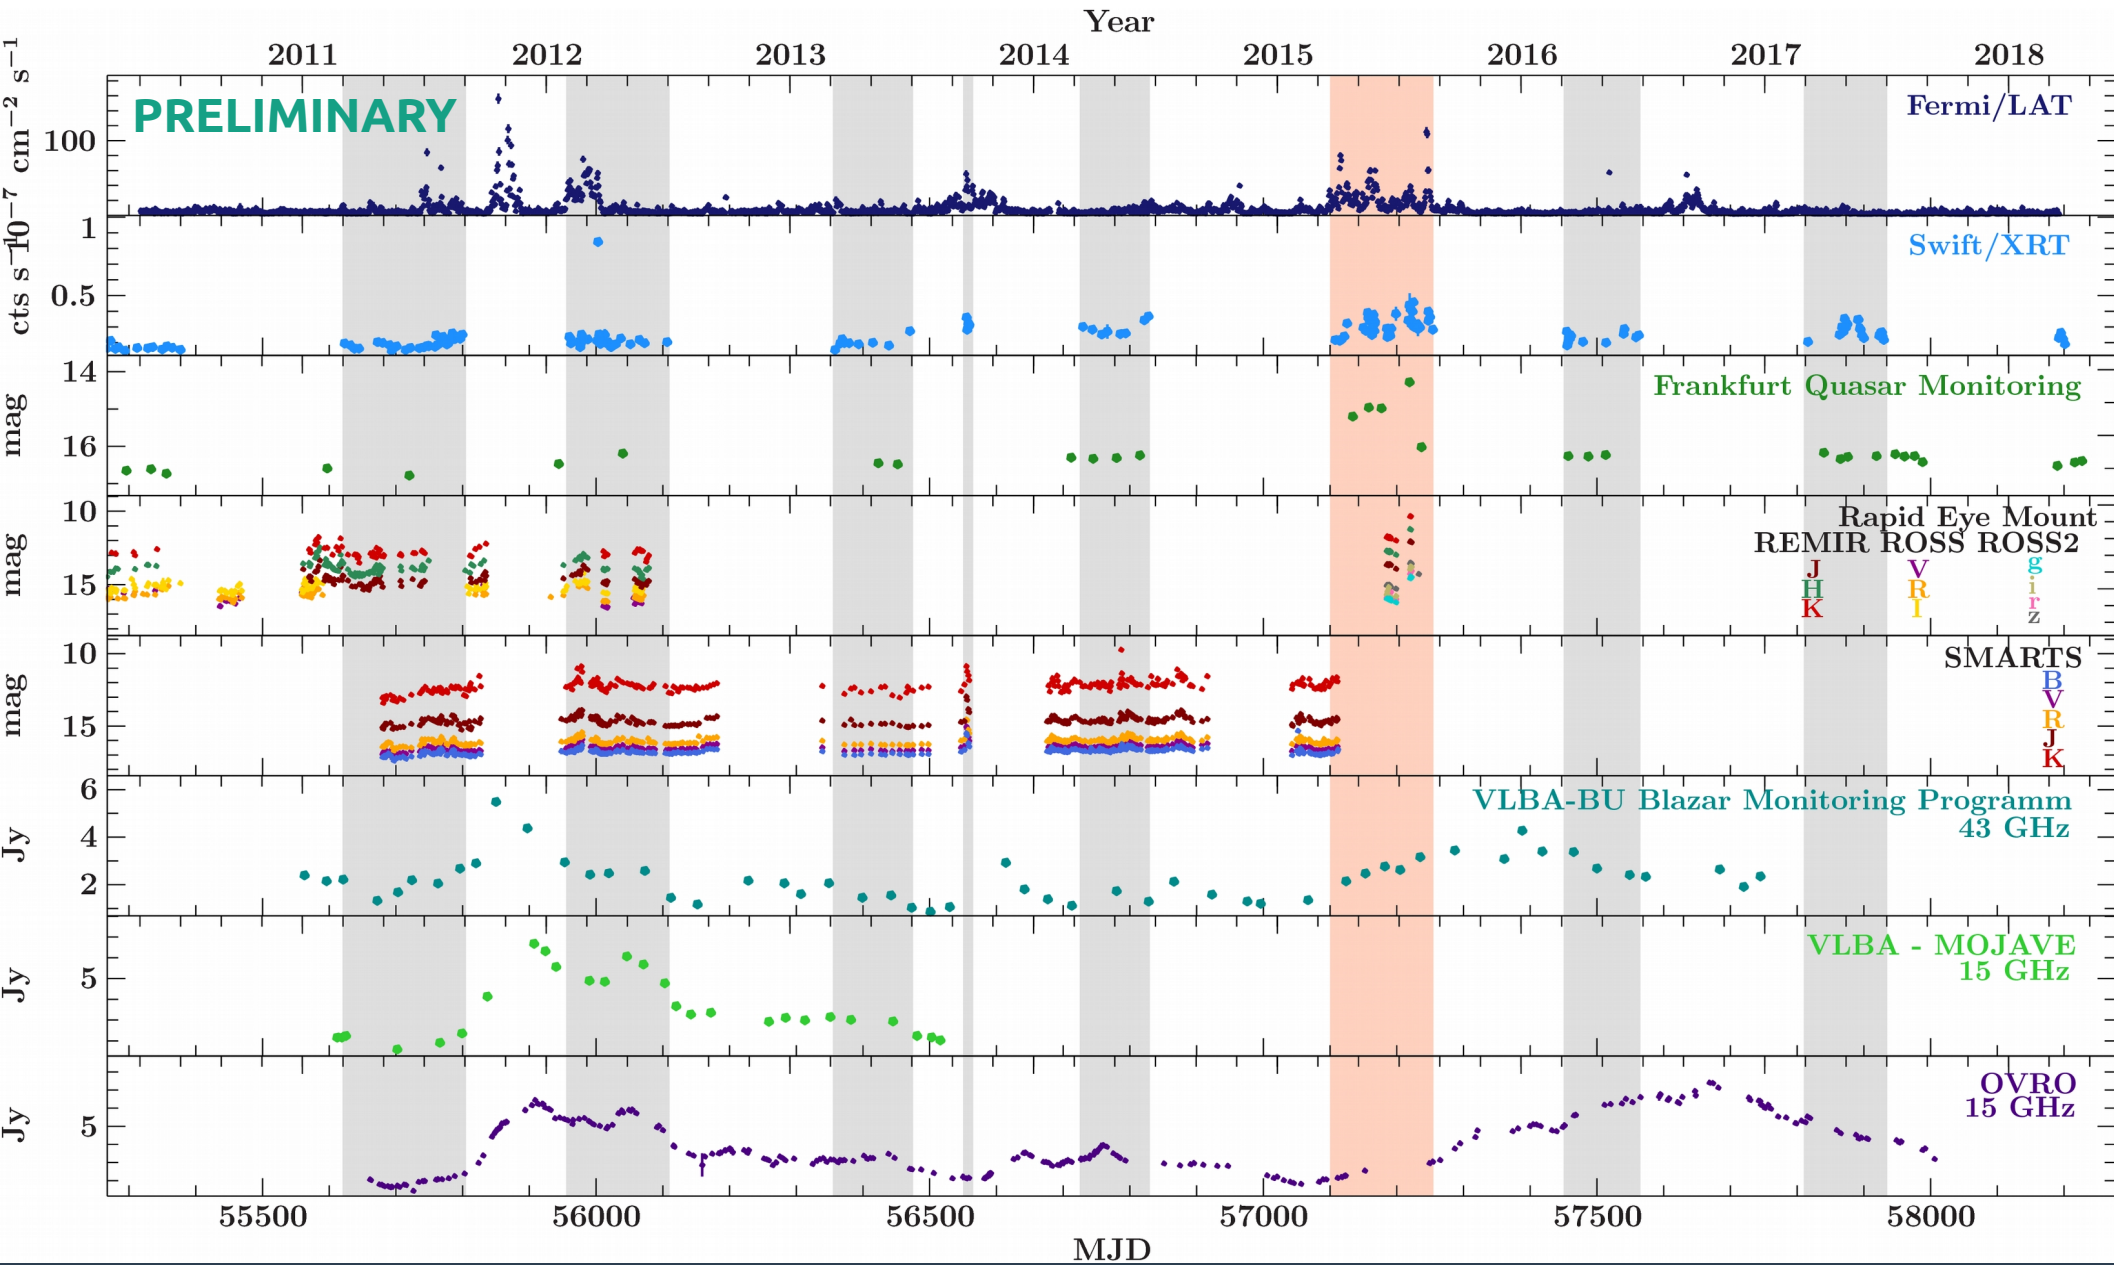 Year
2011 2012 2013 2014 2015 2016 2017 2018
PRELIMINARY
Fermi/LAT
100
10⁻⁷ cm⁻² s⁻¹
Swift/XRT
1
0.5
cts s⁻¹
Frankfurt Quasar Monitoring
14
16
mag
Rapid Eye Mount
REMIR ROSS ROSS2
J V g
H R i
K I r
z
10
15
mag
SMARTS
B
V
R
J
K
10
15
mag
VLBA-BU Blazar Monitoring Programm
43 GHz
6
4
2
Jy
VLBA - MOJAVE
15 GHz
5
Jy
OVRO
15 GHz
5
Jy
55500 56000 56500 57000 57500 58000
MJD